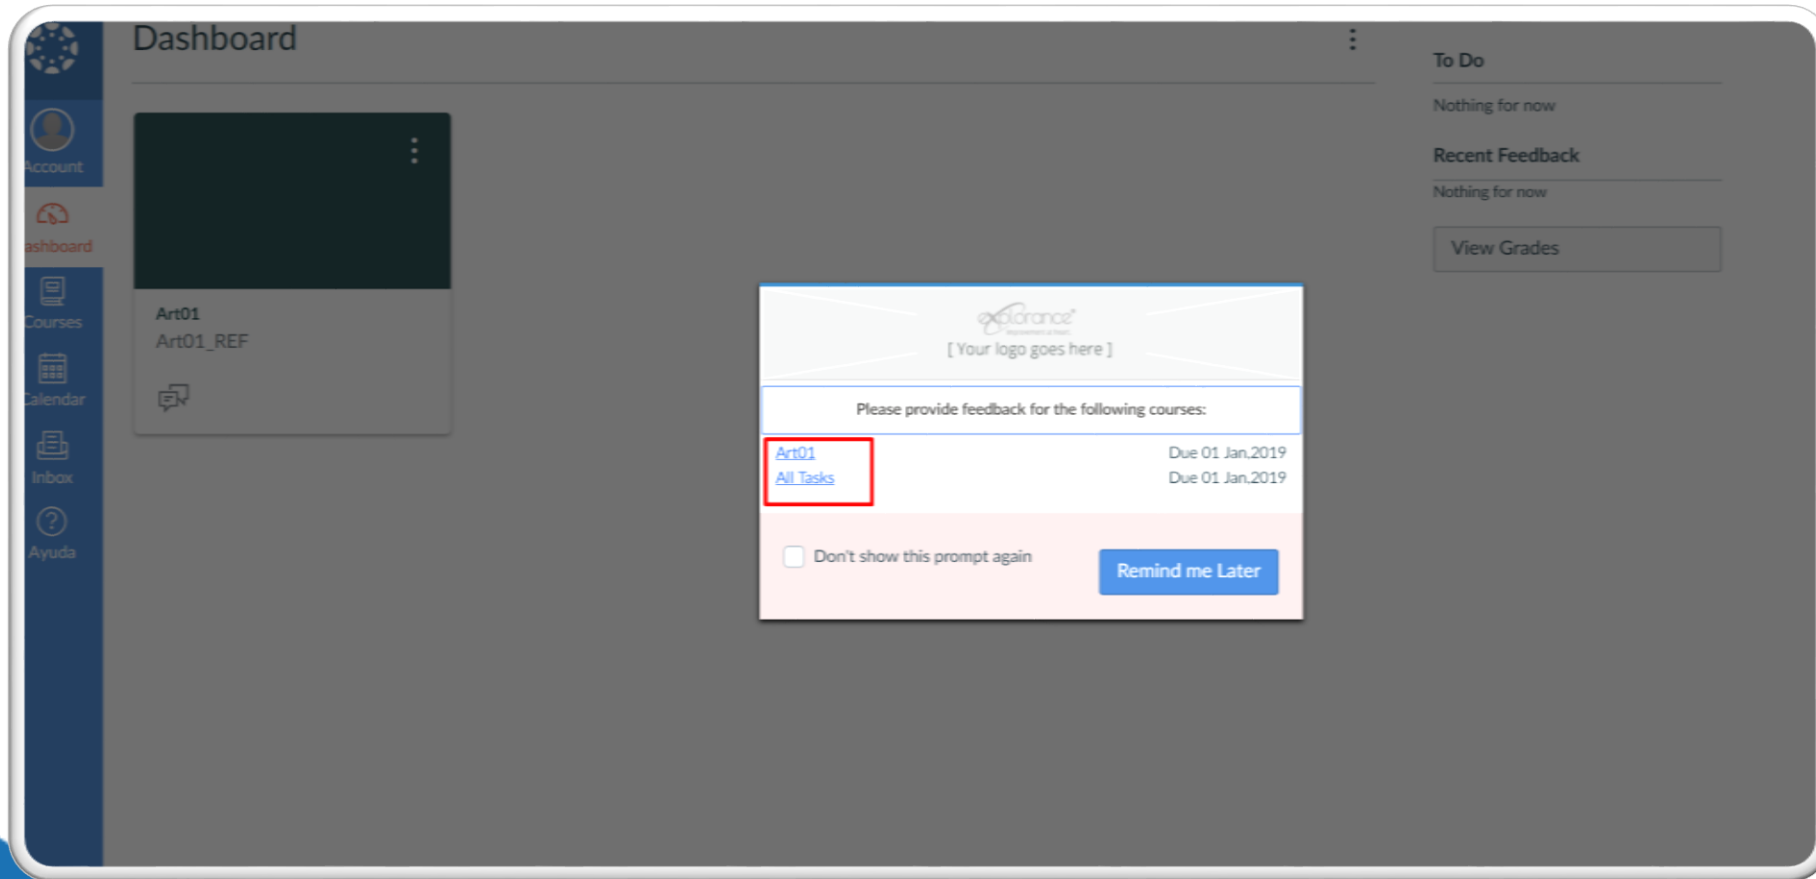 Dashboard
Account
ashboard
Courses
Calendar
Inbox
Ayuda
Art01
Art01_REF
To Do
Nothing for now
Recent Feedback
Nothing for now
View Grades
explorance
[ Your logo goes here ]
Please provide feedback for the following courses:
Art01 Due 01 Jan,2019
All Tasks Due 01 Jan,2019
Don't show this prompt again
Remind me Later